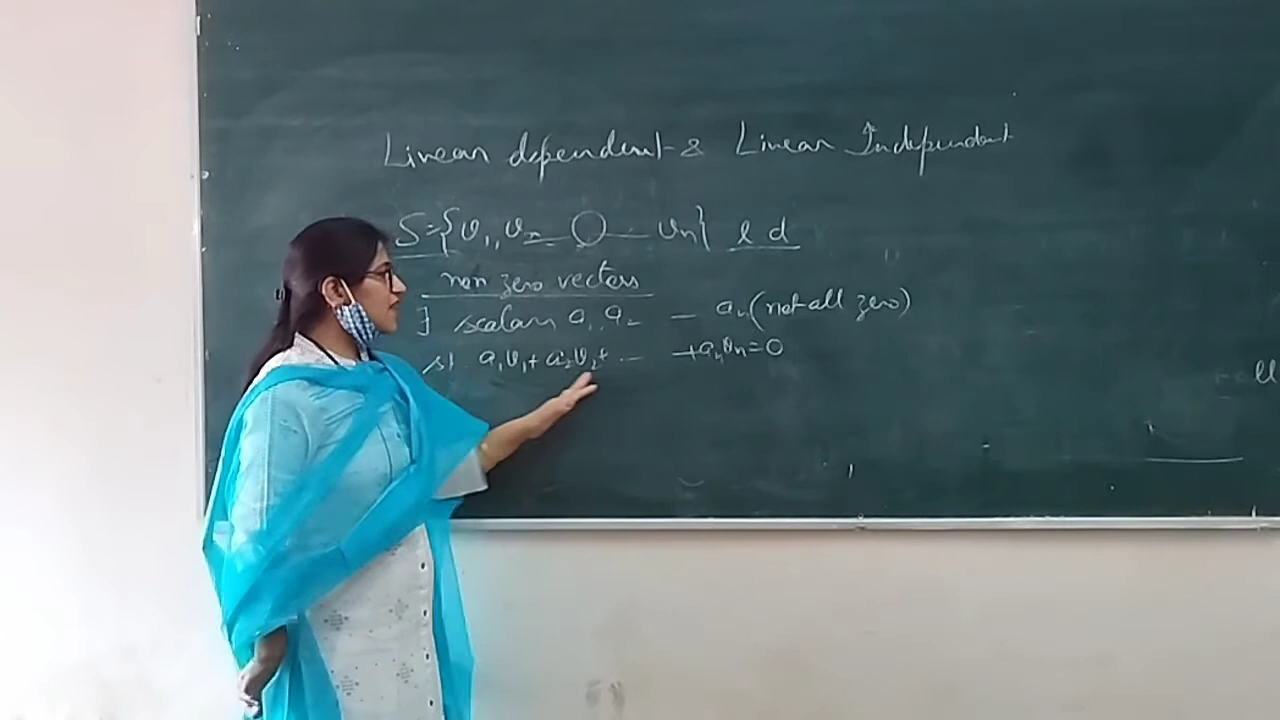 Linear dependent & Linear Independent
S={v₁, v₂ — — vₙ} l d
non zero vectors
∃ scalars a₁, a₂ — aₙ (not all zero)
st a₁v₁+a₂v₂+ ... +aₙvₙ=0